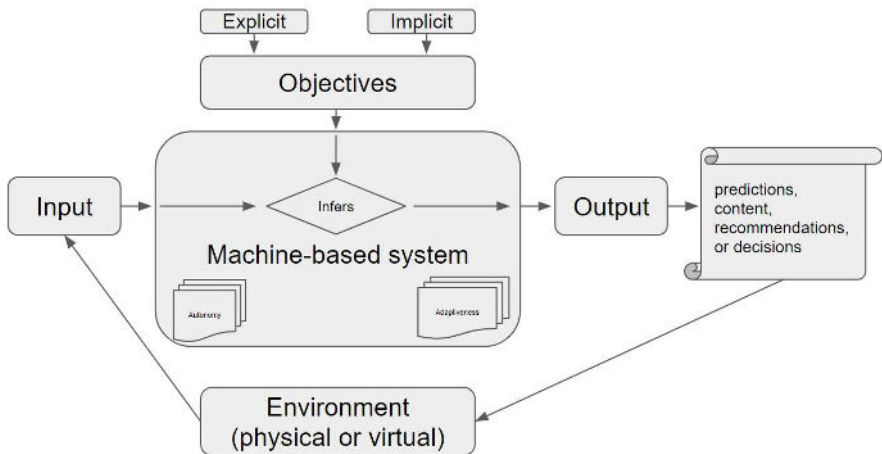 Explicit
Implicit
Objectives
Input
Infers
Output
predictions,
content,
recommendations,
or decisions
Machine-based system
Autonomy
Adaptiveness
Environment
(physical or virtual)